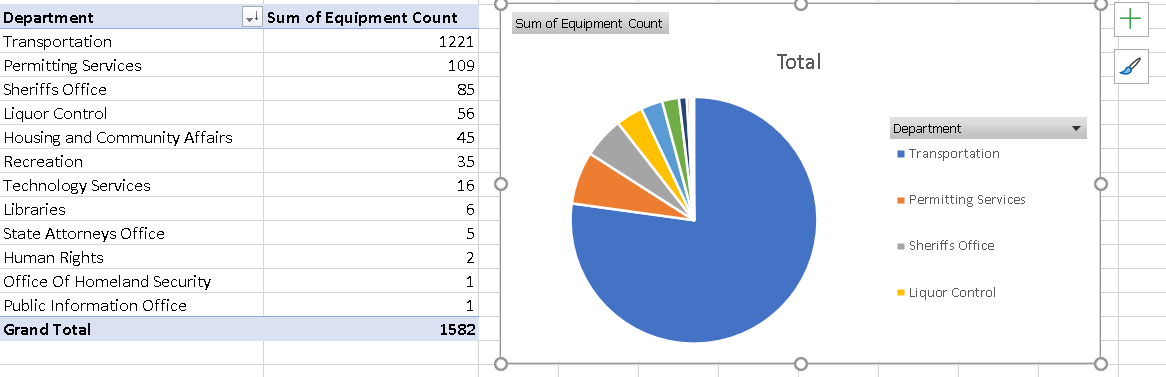 Department Sum of Equipment Count
Transportation 1221
Permitting Services 109
Sheriffs Office 85
Liquor Control 56
Housing and Community Affairs 45
Recreation 35
Technology Services 16
Libraries 6
State Attorneys Office 5
Human Rights 2
Office Of Homeland Security 1
Public Information Office 1
Grand Total 1582
Sum of Equipment Count
Total
Department
Transportation
Permitting Services
Sheriffs Office
Liquor Control